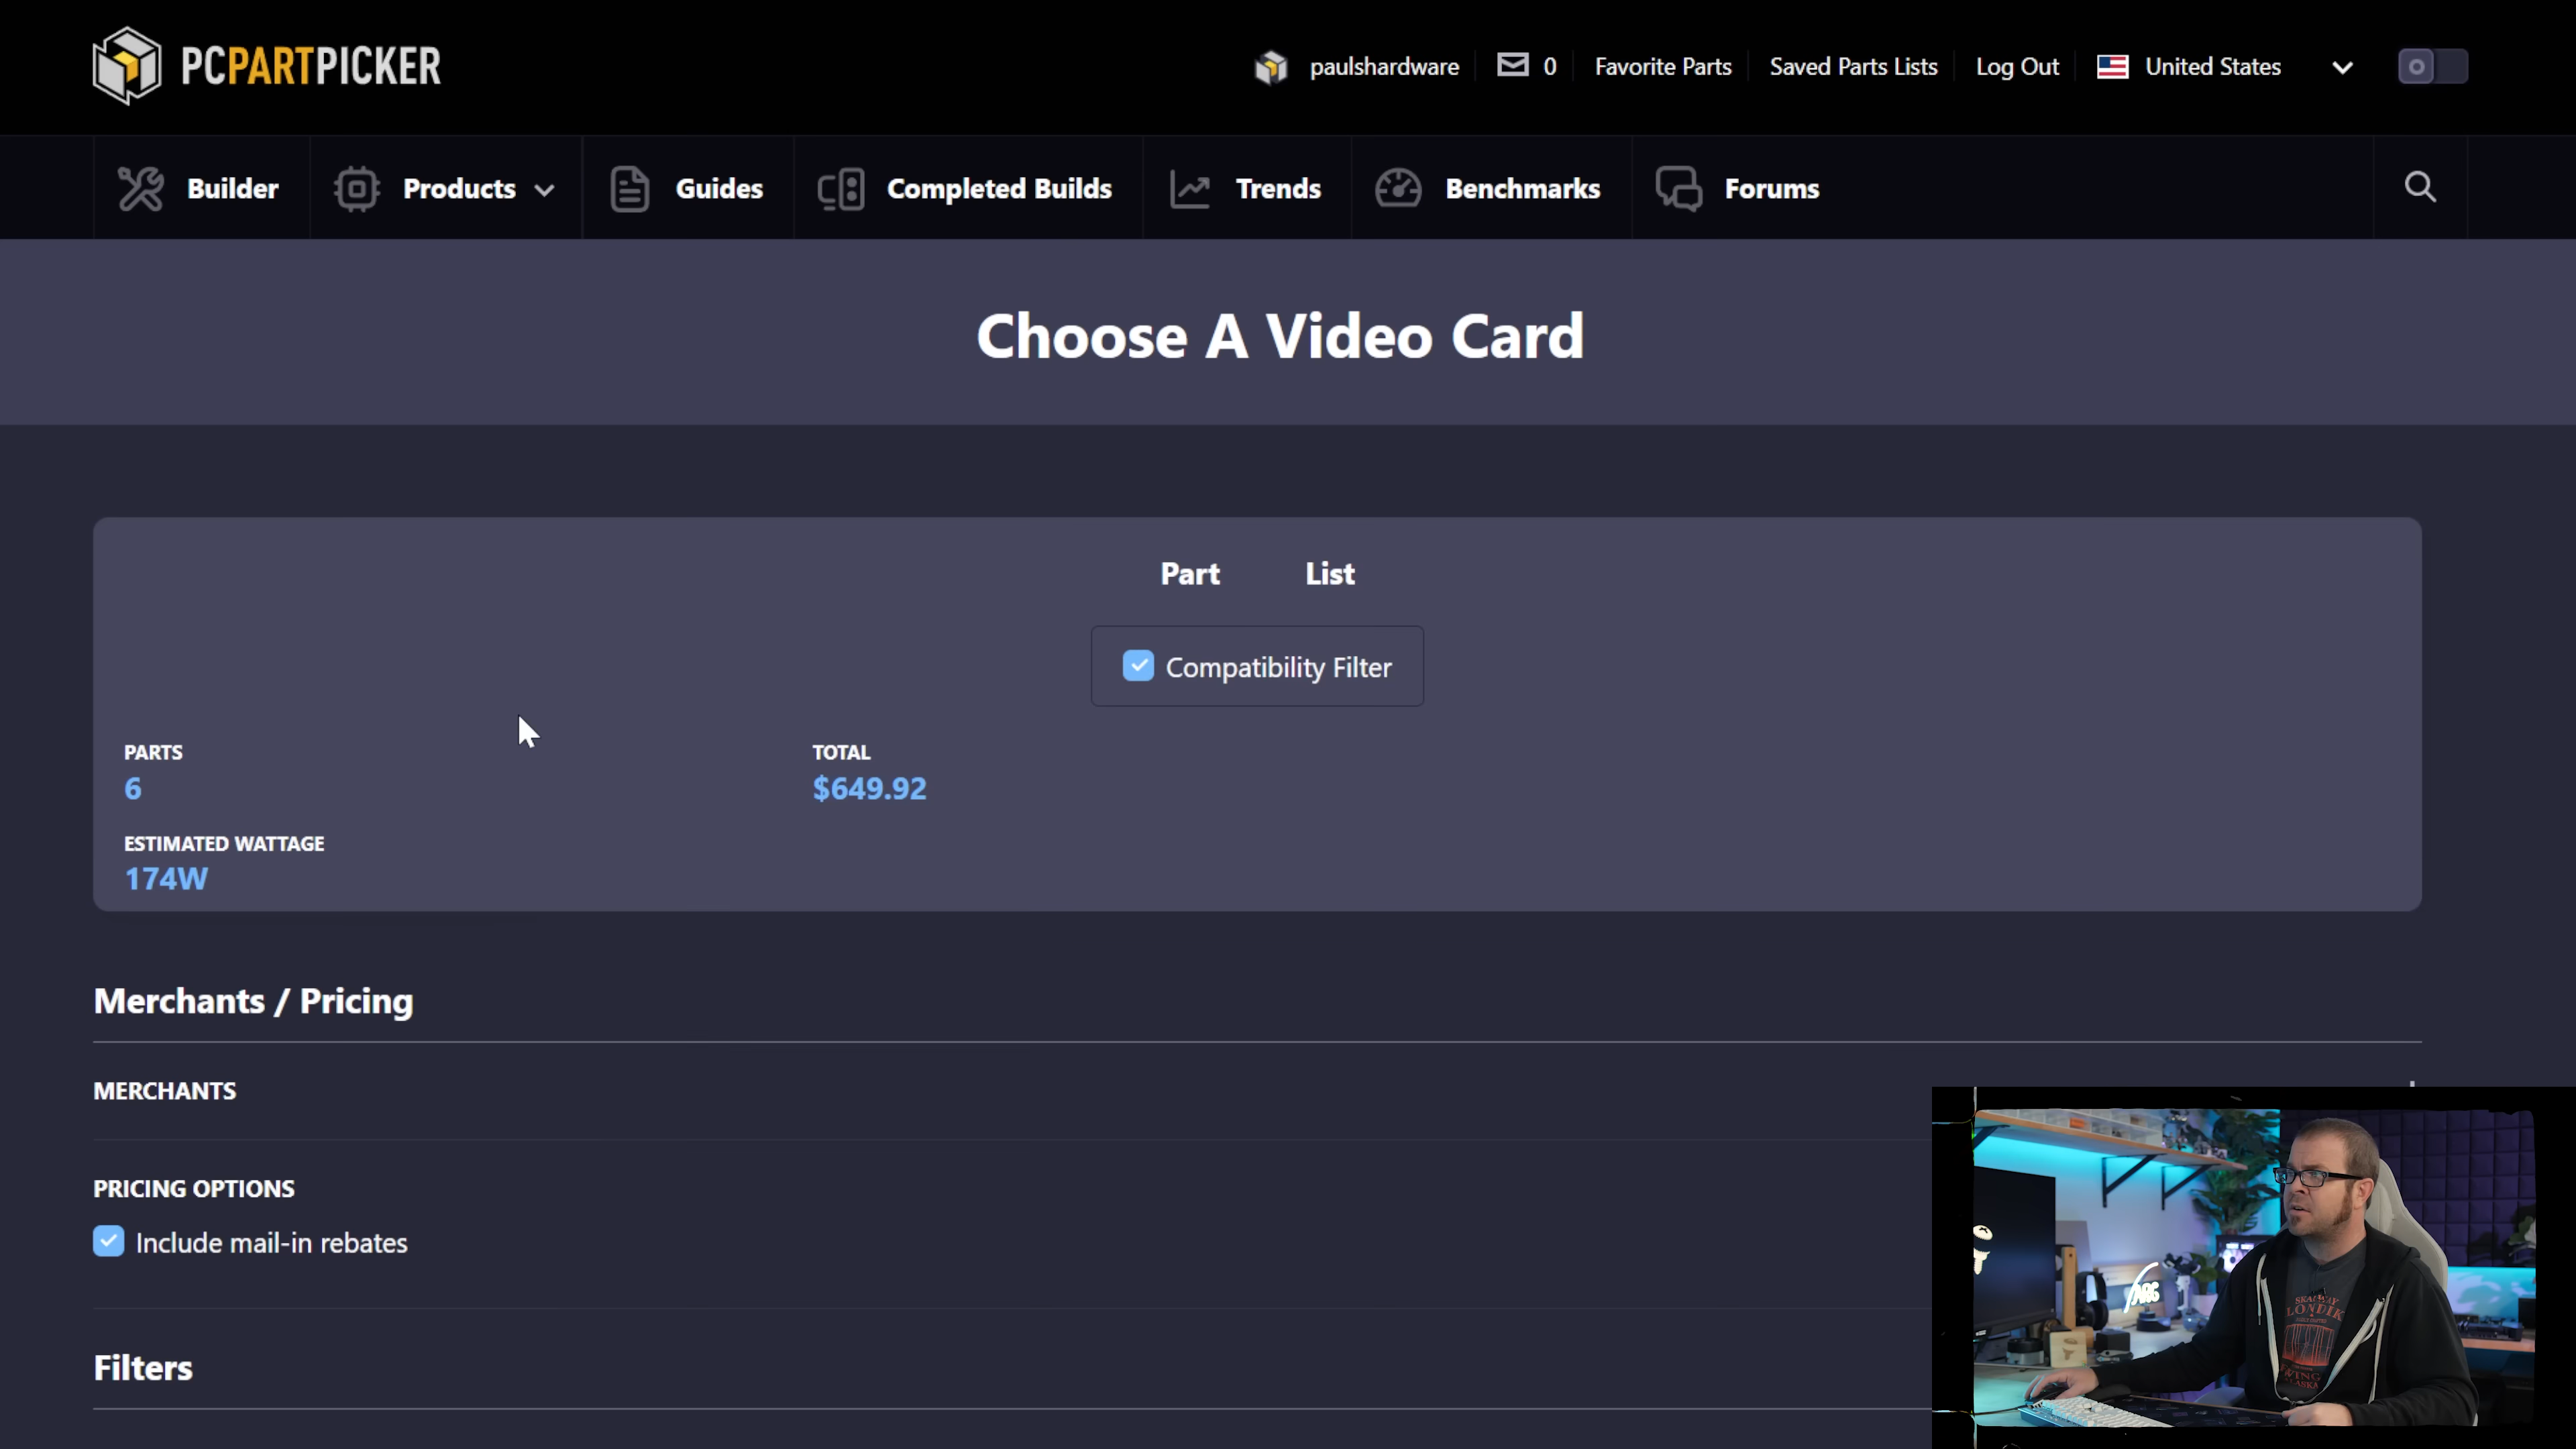 PCPARTPICKER
paulshardware
0
Favorite Parts
Saved Parts Lists
Log Out
United States
Builder
Products
Guides
Completed Builds
Trends
Benchmarks
Forums
Choose A Video Card
Part List
Compatibility Filter
PARTS
6
TOTAL
$649.92
ESTIMATED WATTAGE
174W
Merchants / Pricing
MERCHANTS
PRICING OPTIONS
Include mail-in rebates
Filters